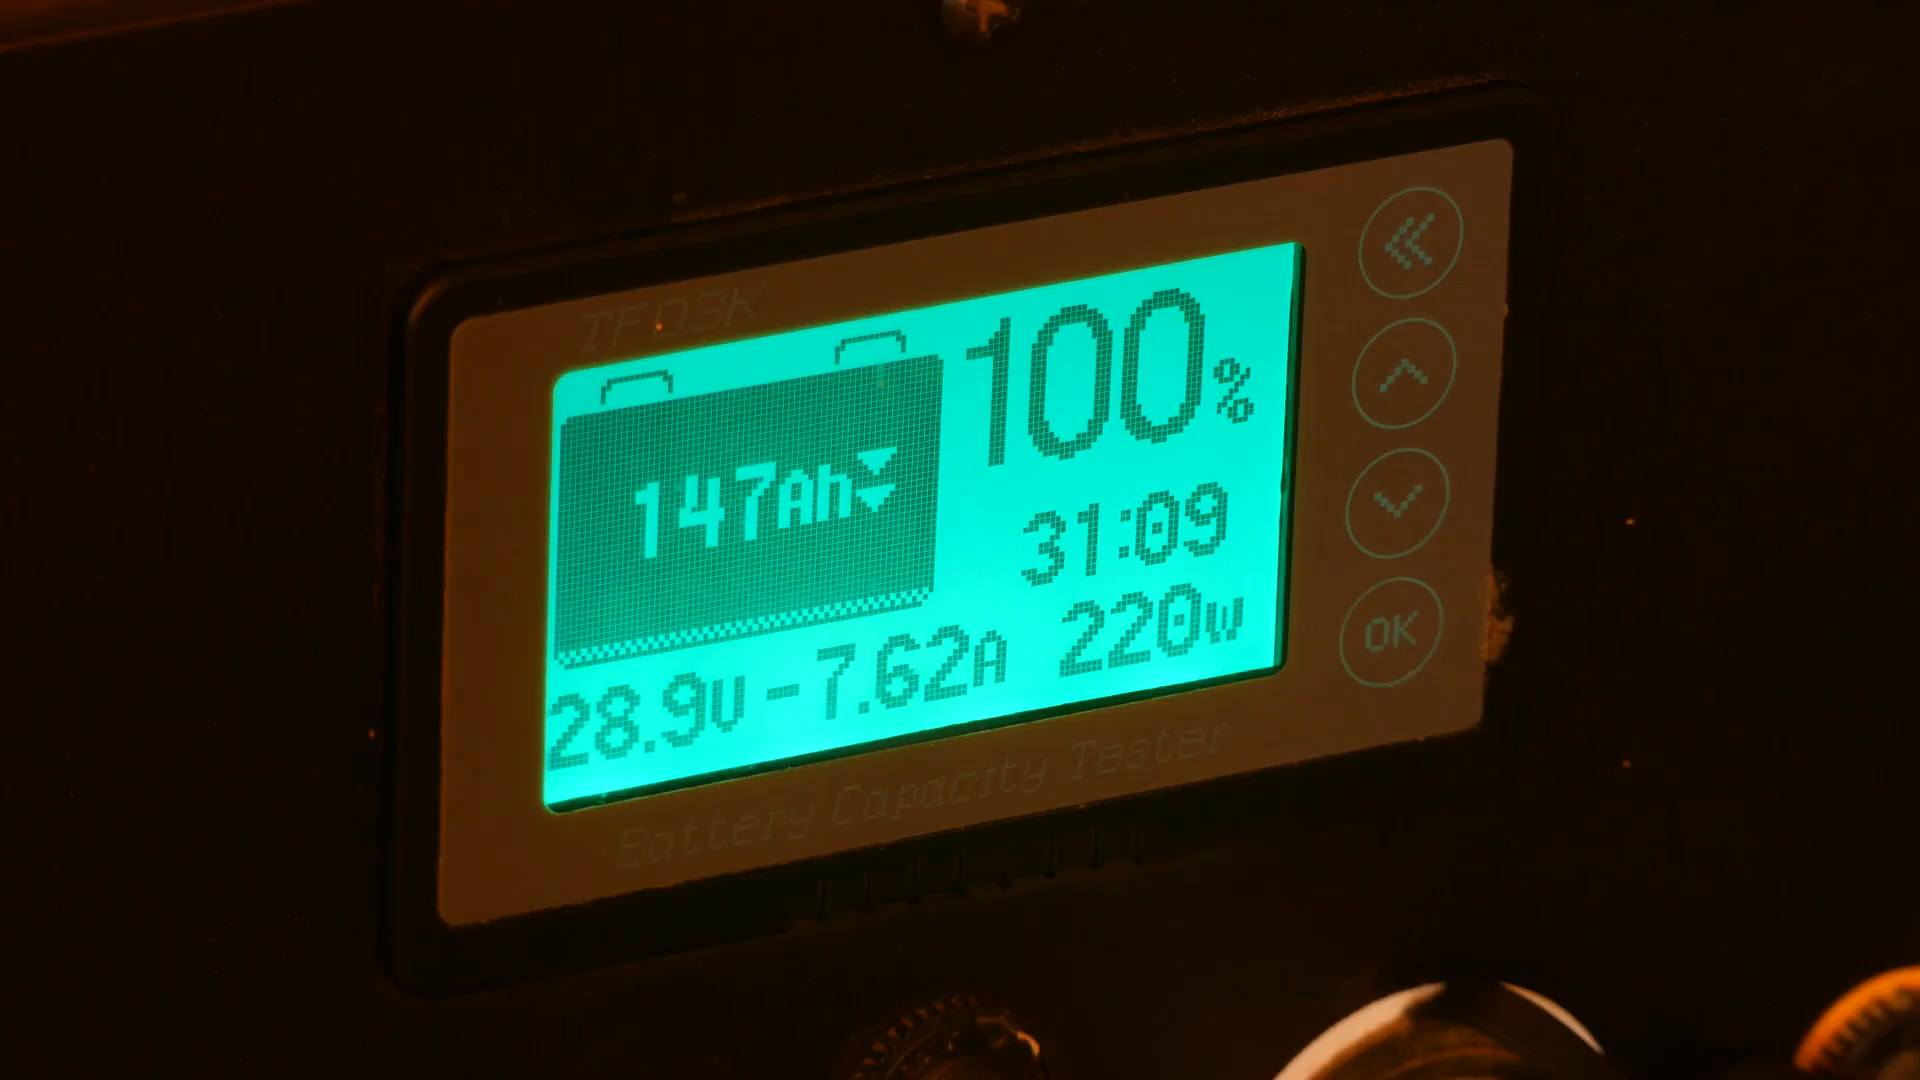 TF03K
100%
147Ah
31:09
28.9V -7.62A 220W
OK
Battery Capacity Tester